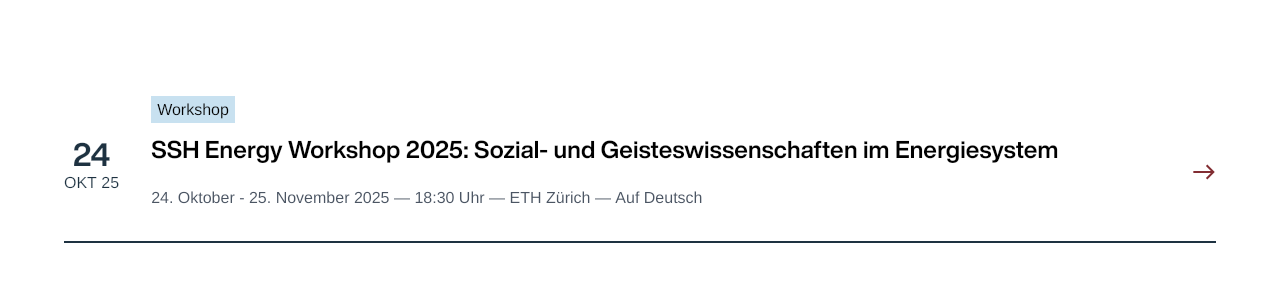 Workshop
24
OKT 25
SSH Energy Workshop 2025: Sozial- und Geisteswissenschaften im Energiesystem
24. Oktober - 25. November 2025 — 18:30 Uhr — ETH Zürich — Auf Deutsch